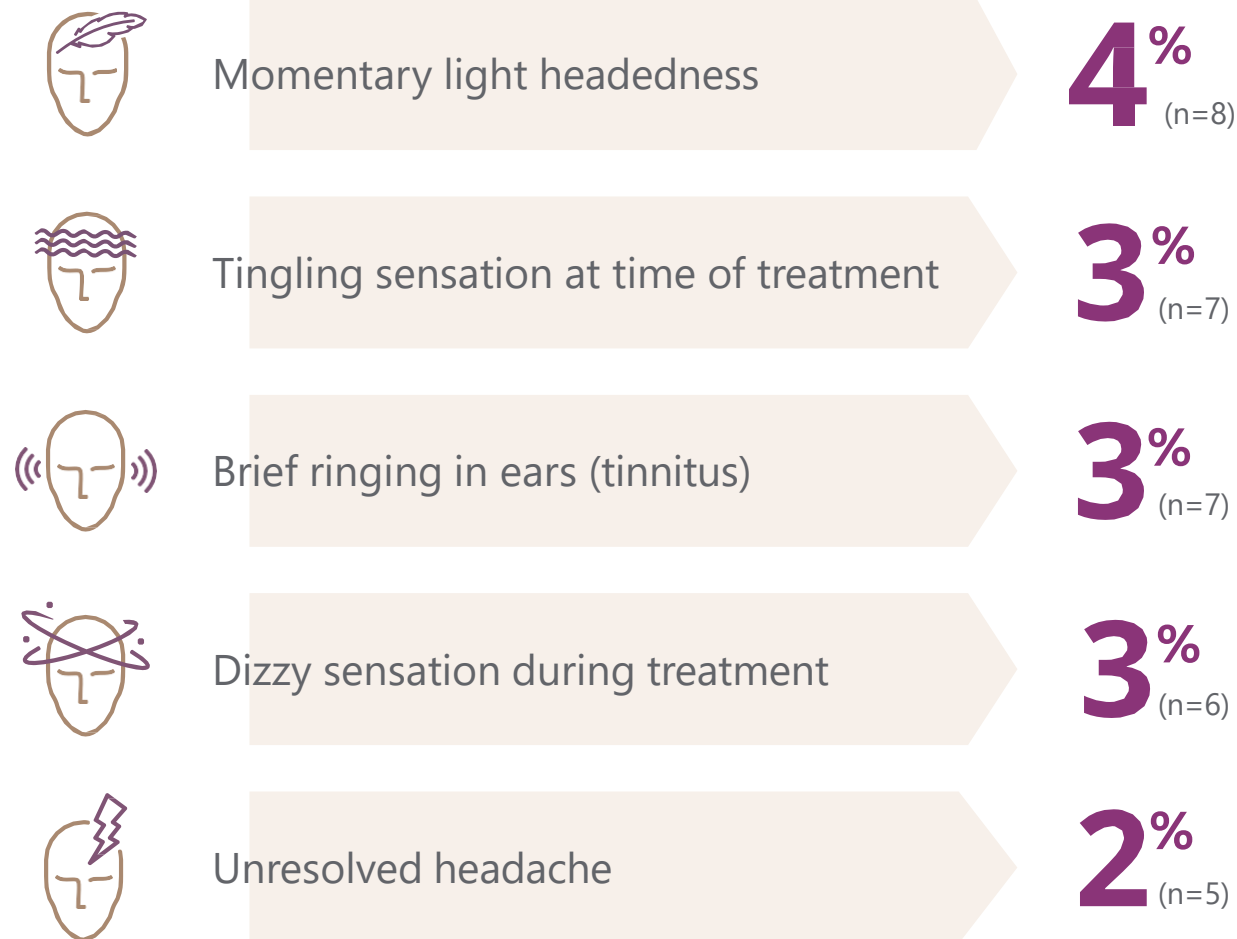 Momentary light headedness
4%
(n=8)
Tingling sensation at time of treatment
3%
(n=7)
Brief ringing in ears (tinnitus)
3%
(n=7)
Dizzy sensation during treatment
3%
(n=6)
Unresolved headache
2%
(n=5)